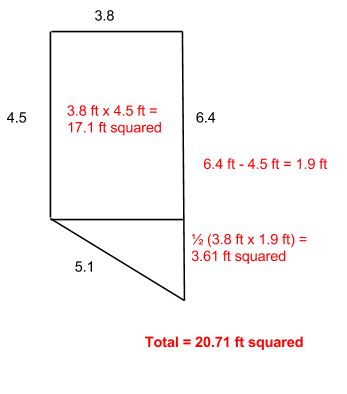 3.8
4.5
3.8 ft x 4.5 ft =
17.1 ft squared
6.4
6.4 ft - 4.5 ft = 1.9 ft
½ (3.8 ft x 1.9 ft) =
3.61 ft squared
5.1
Total = 20.71 ft squared